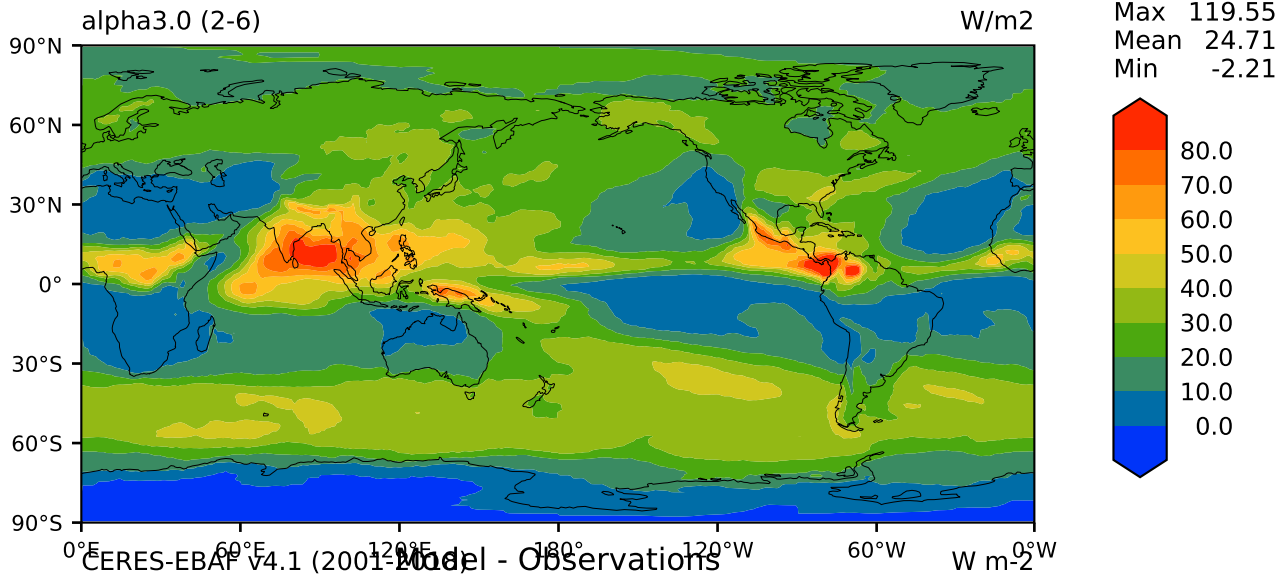 alpha3.0 (2-6) W/m2
Max 119.55
Mean 24.71
Min -2.21
90°N
60°N
30°N
0°
30°S
60°S
90°S
80.0
70.0
60.0
50.0
40.0
30.0
20.0
10.0
0.0
0°E 60°E 120°E 180° 120°W 60°W 0°W
CERES-EBAF v4.1 (2001-2018) Model - Observations W m-2